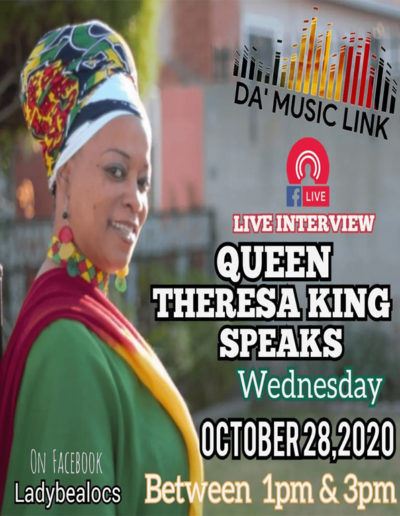 DA' MUSIC LINK
f LIVE
LIVE INTERVIEW
QUEEN
THERESA KING
SPEAKS
Wednesday
OCTOBER 28,2020
Between 1pm & 3pm
On Facebook
Ladybealocs